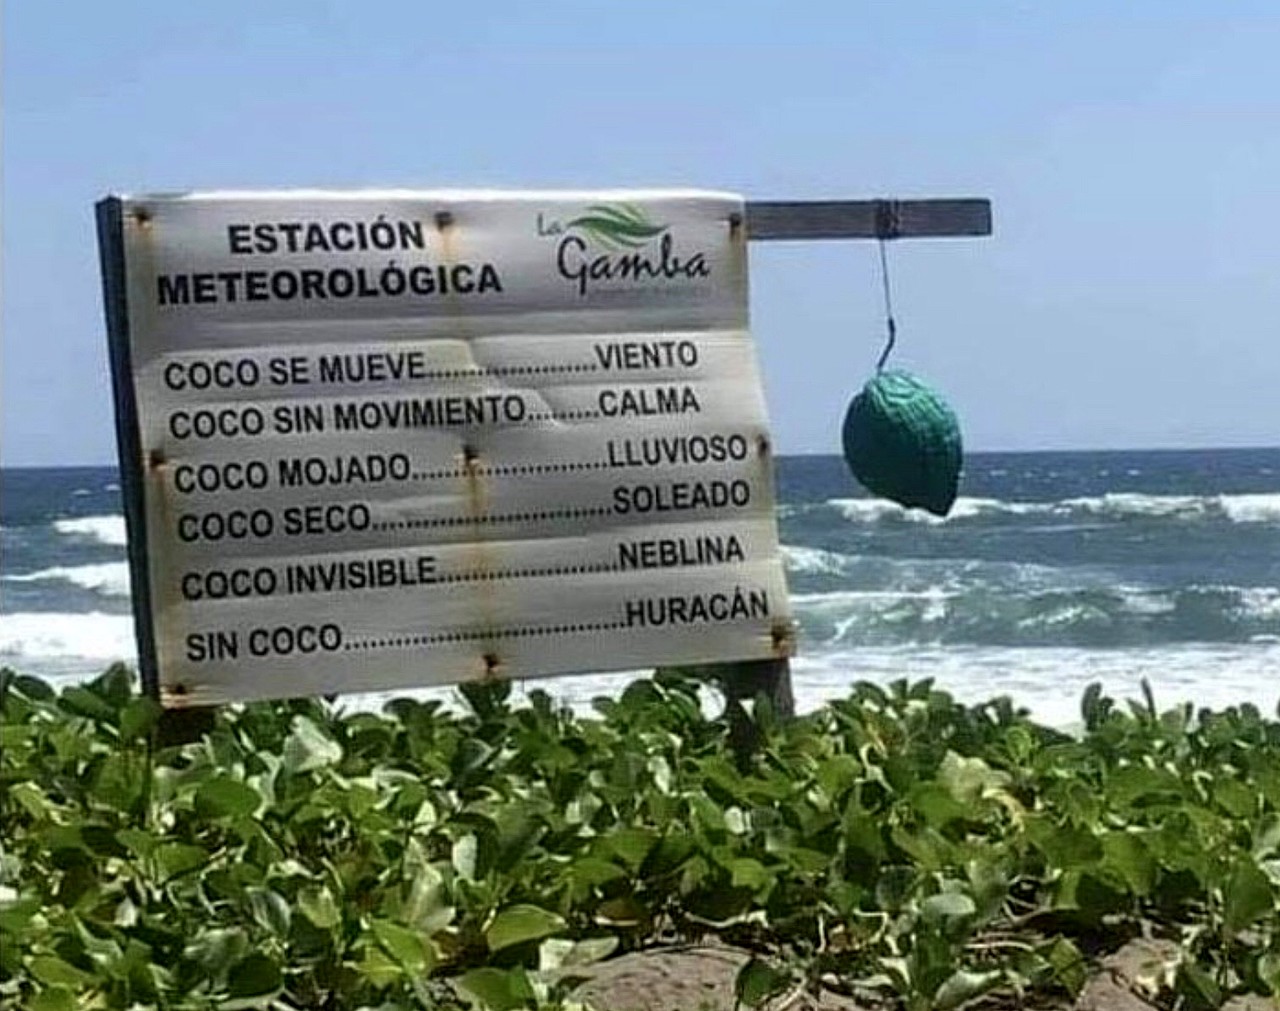 ESTACIÓN
METEOROLÓGICA
La
Gamba
COCO SE MUEVE.....................VIENTO
COCO SIN MOVIMIENTO.........CALMA
COCO MOJADO........................LLUVIOSO
COCO SECO.............................SOLEADO
COCO INVISIBLE......................NEBLINA
SIN COCO..................................HURACÁN